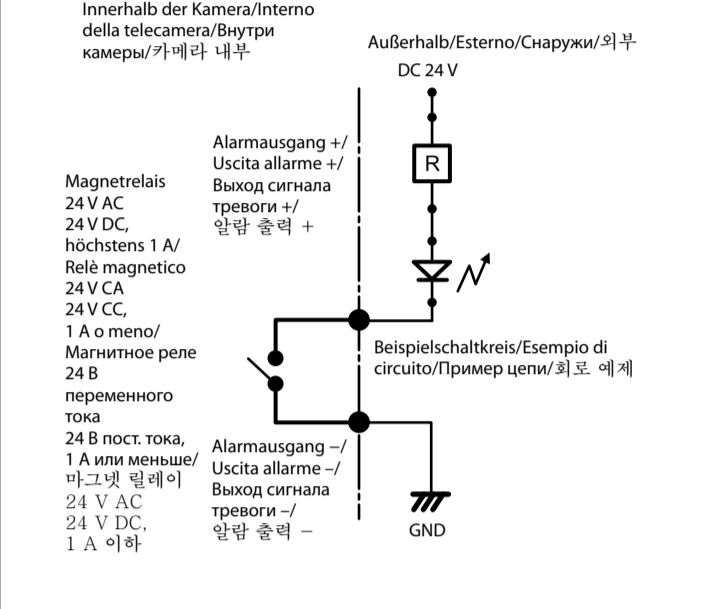 Innerhalb der Kamera/Interno
della telecamera/Внутри
камеры/카메라 내부
Außerhalb/Esterno/Снаружи/외부
DC 24 V
Alarmausgang +/
Uscita allarme +/
Выход сигнала
тревоги +/
알람 출력 +
R
Magnetrelais
24 V AC
24 V DC,
höchstens 1 A/
Relè magnetico
24 V CA
24 V CC,
1 A o meno/
Магнитное реле
24 В
переменного
тока
24 В пост. тока,
1 А или меньше/
마그넷 릴레이
24 V AC
24 V DC,
1 A 이하
Beispielschaltkreis/Esempio di
circuito/Пример цепи/회로 예제
Alarmausgang –/
Uscita allarme –/
Выход сигнала
тревоги –/
알람 출력 –
GND